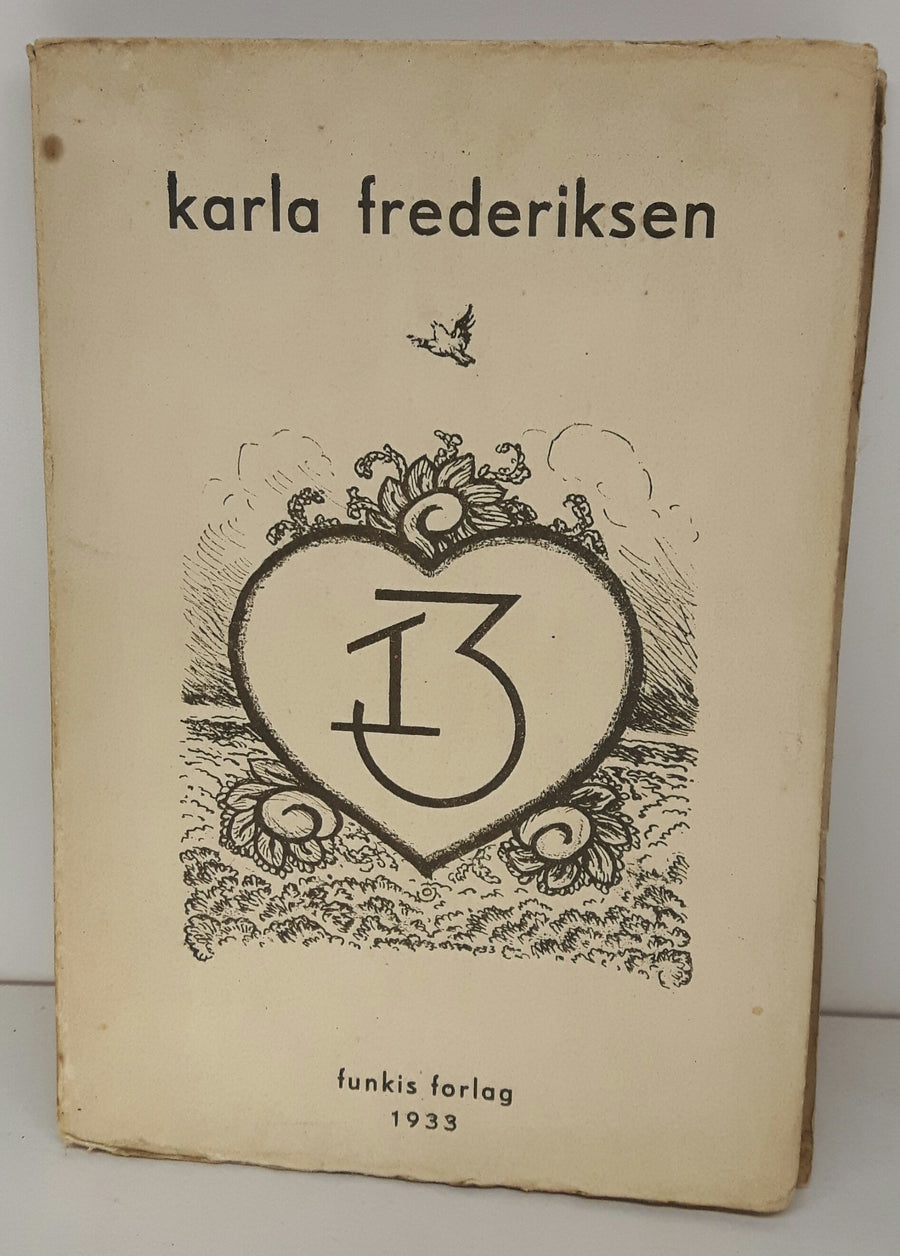 karla frederiksen
13
funkis forlag
1933